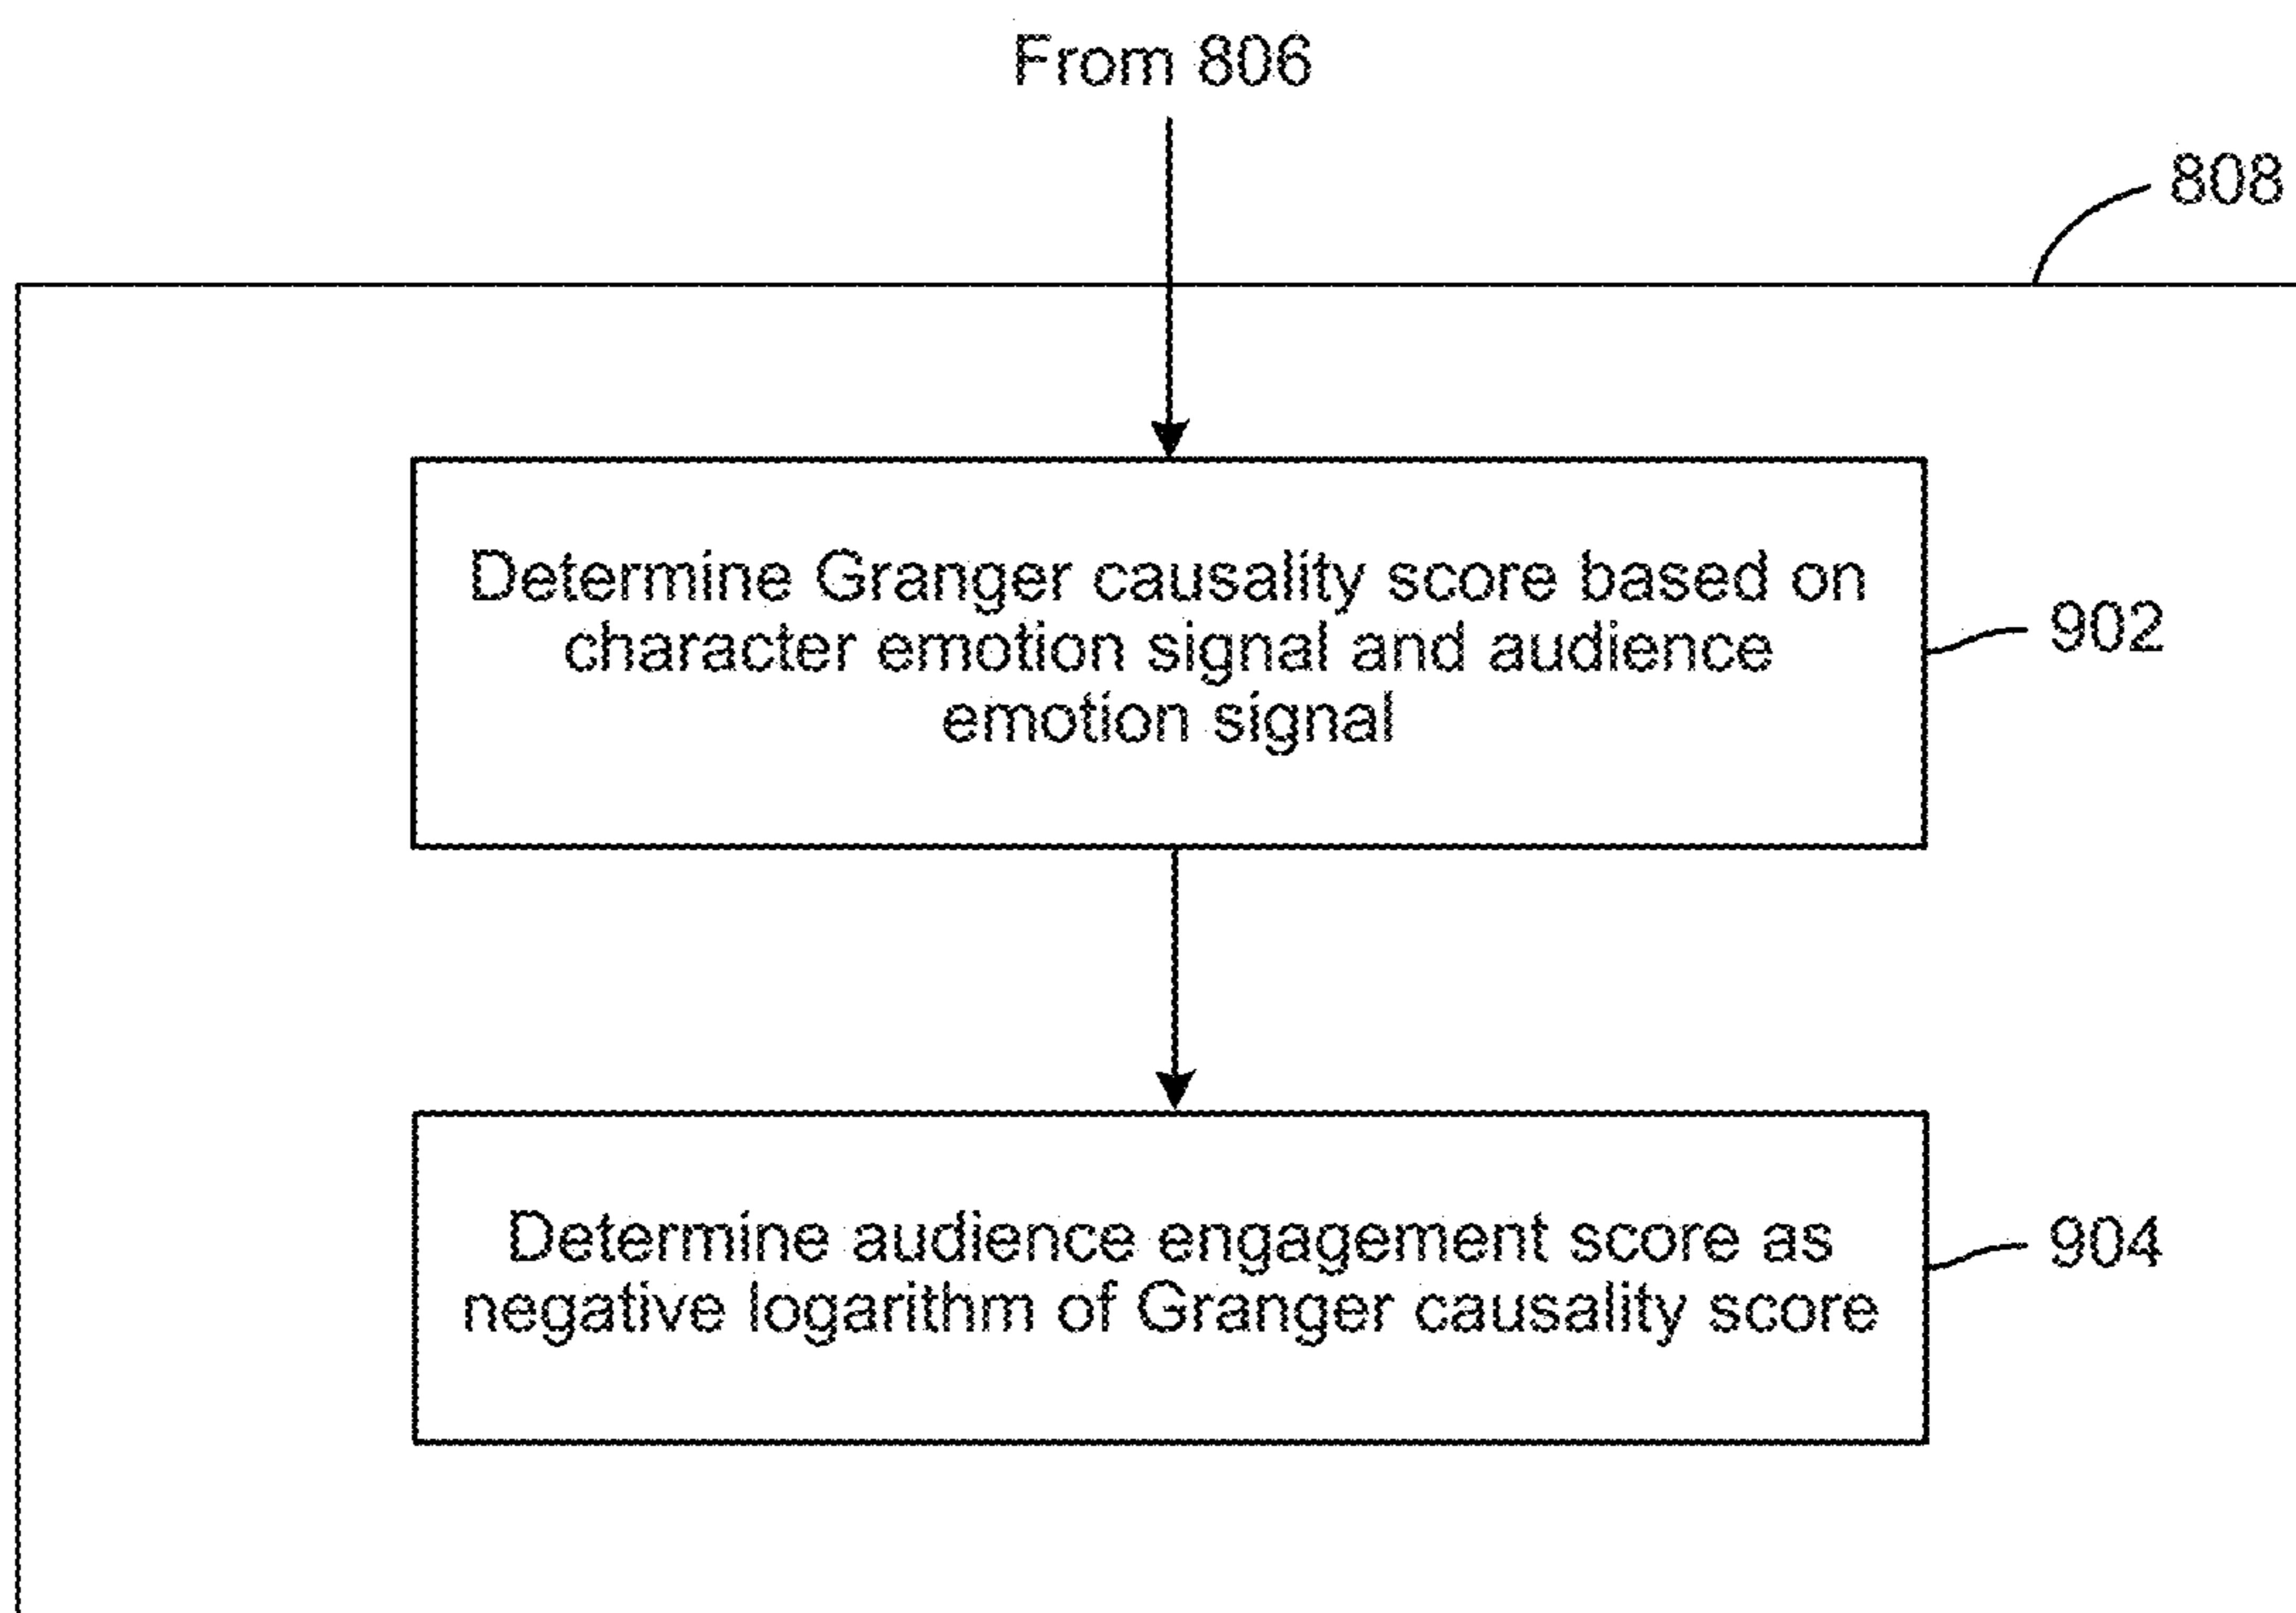 From 806
808
Determine Granger causality score based on
character emotion signal and audience
emotion signal
902
Determine audience engagement score as
negative logarithm of Granger causality score
904